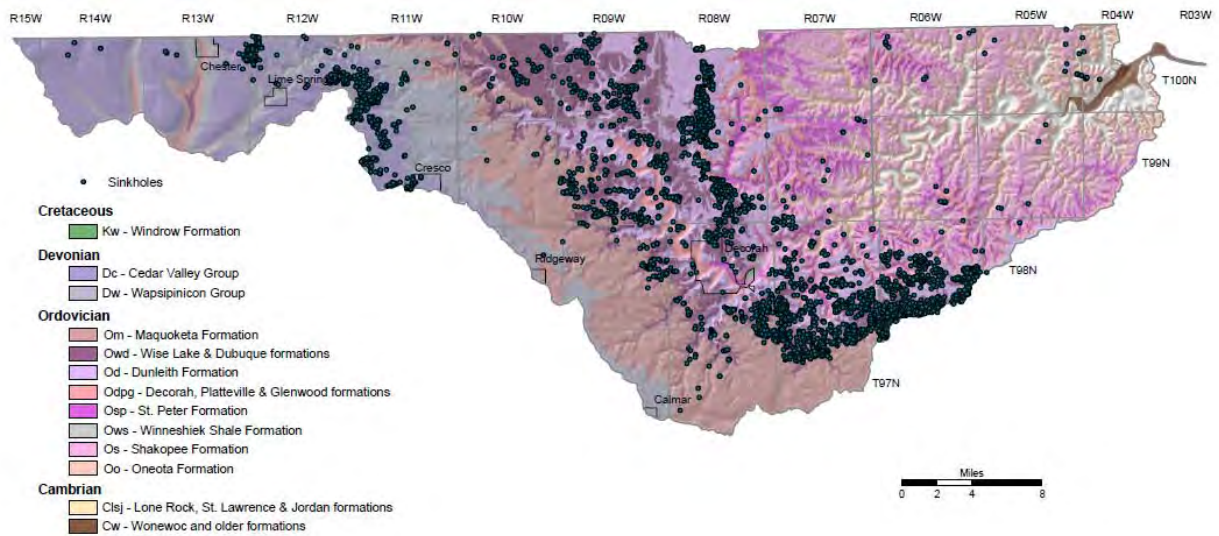 R15W R14W R13W R12W R11W R10W R09W R08W R07W R06W R05W R04W R03W
Chester
Lime Springs
T100N
Cresco
T99N
Sinkholes
Cretaceous
Kw - Windrow Formation
Decorah
Ridgeway
T98N
Devonian
Dc - Cedar Valley Group
Dw - Wapsipinicon Group
Ordovician
Om - Maquoketa Formation
Owd - Wise Lake & Dubuque formations
Od - Dunleith Formation
Odpg - Decorah, Platteville & Glenwood formations
T97N
Osp - St. Peter Formation
Calmar
Ows - Winneshiek Shale Formation
Os - Shakopee Formation
Oo - Oneota Formation
Miles
0 2 4 8
Cambrian
Clsj - Lone Rock, St. Lawrence & Jordan formations
Cw - Wonewoc and older formations